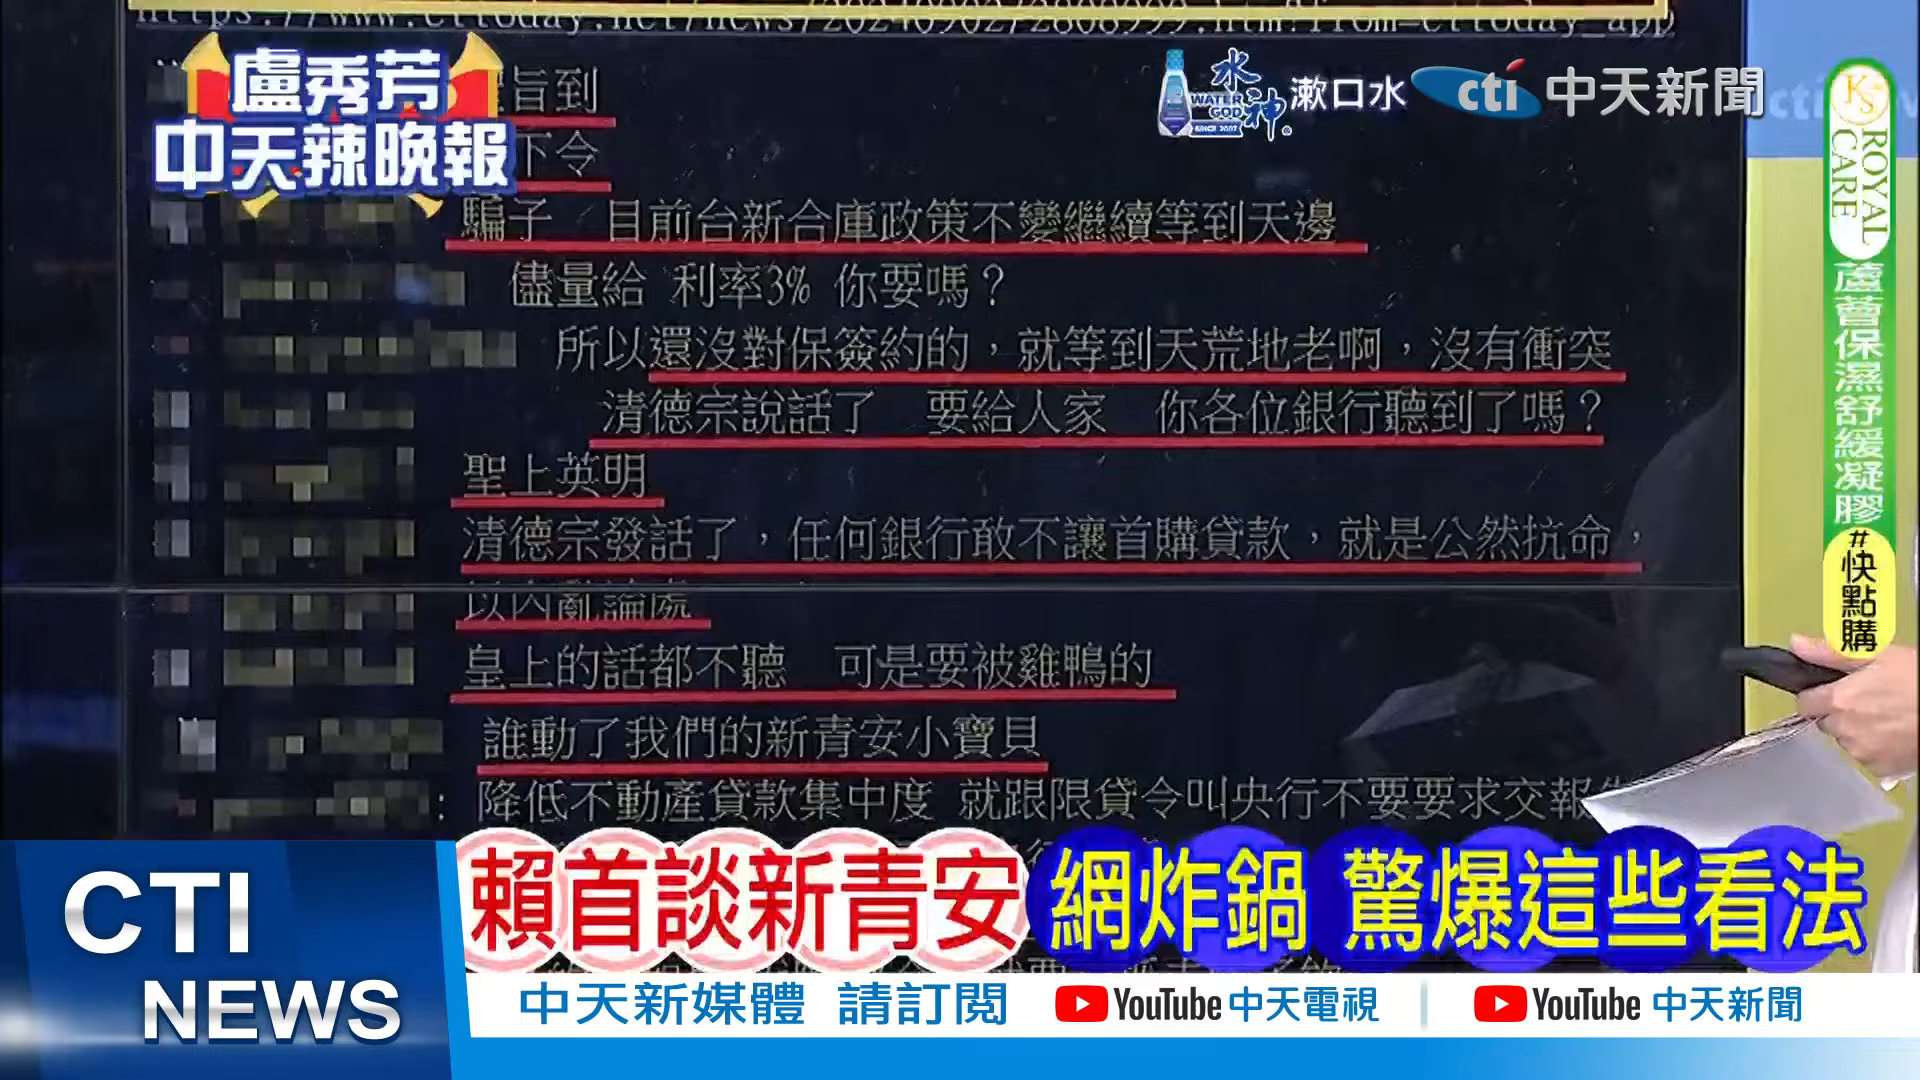 盧秀芳
中天辣晚報
旨到
下令
騙子 目前台新合庫政策不變繼續等到天邊
儘量給 利率3% 你要嗎？
所以還沒對保簽約的，就等到天荒地老啊，沒有衝突
清德宗說話了 要給人家 你各位銀行聽到了嗎？
聖上英明
清德宗發話了，任何銀行敢不讓首購貸款，就是公然抗命，
以內亂論處
皇上的話都不聽 可是要被雞鴨的
誰動了我們的新青安小寶貝
: 降低不動產貸款集中度 就跟限貸令叫央行不要要求交報
水神
WATER GOD
SINCE 2007
漱口水
cti 中天新聞
cti
KS
ROYAL CARE
蘆薈保濕舒緩凝膠
#快點購
賴首談新青安 網炸鍋 驚爆這些看法
CTI
NEWS
中天新媒體 請訂閱 YouTube 中天電視 YouTube 中天新聞